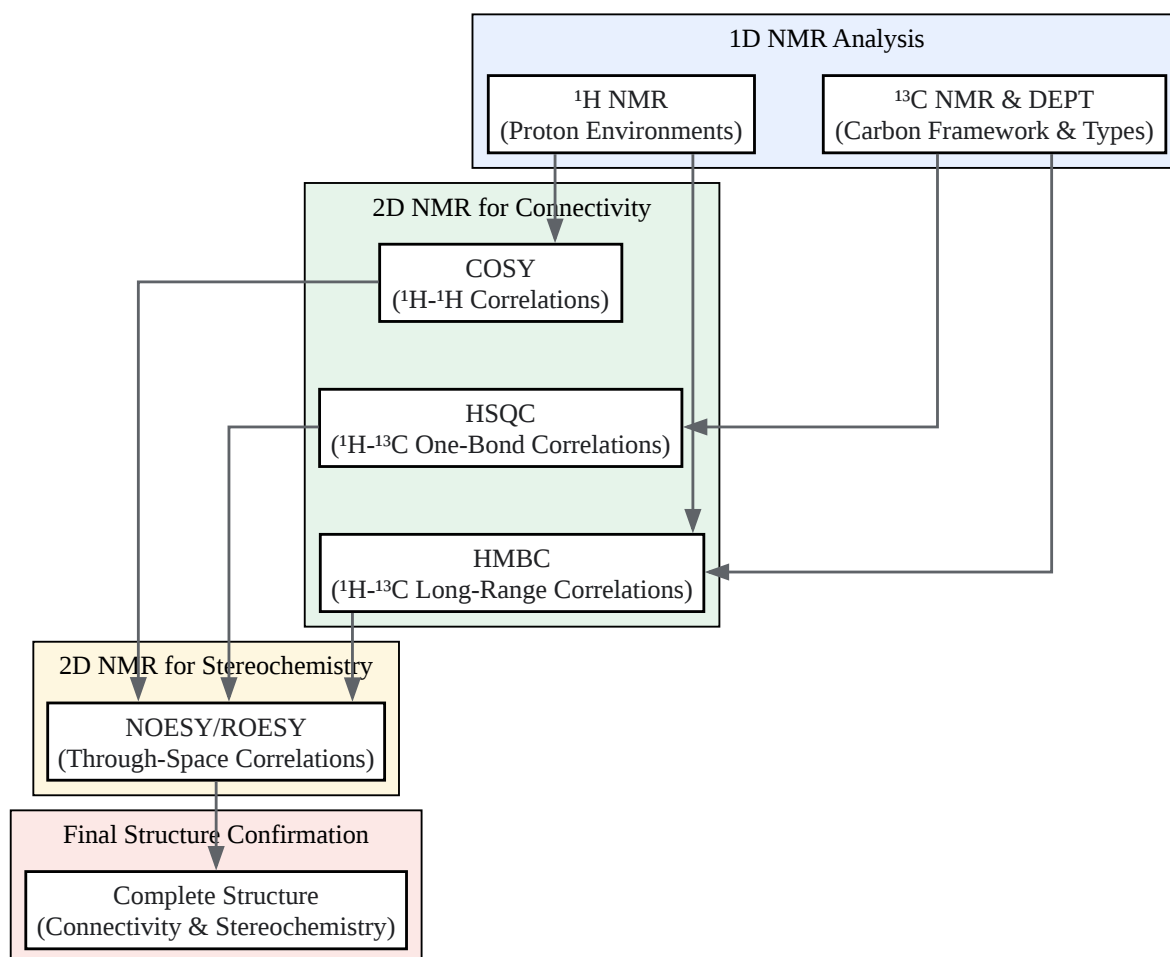 1D NMR Analysis
¹H NMR
(Proton Environments)
¹³C NMR & DEPT
(Carbon Framework & Types)
2D NMR for Connectivity
COSY
(¹H-¹H Correlations)
HSQC
(¹H-¹³C One-Bond Correlations)
HMBC
(¹H-¹³C Long-Range Correlations)
2D NMR for Stereochemistry
NOESY/ROESY
(Through-Space Correlations)
Final Structure Confirmation
Complete Structure
(Connectivity & Stereochemistry)